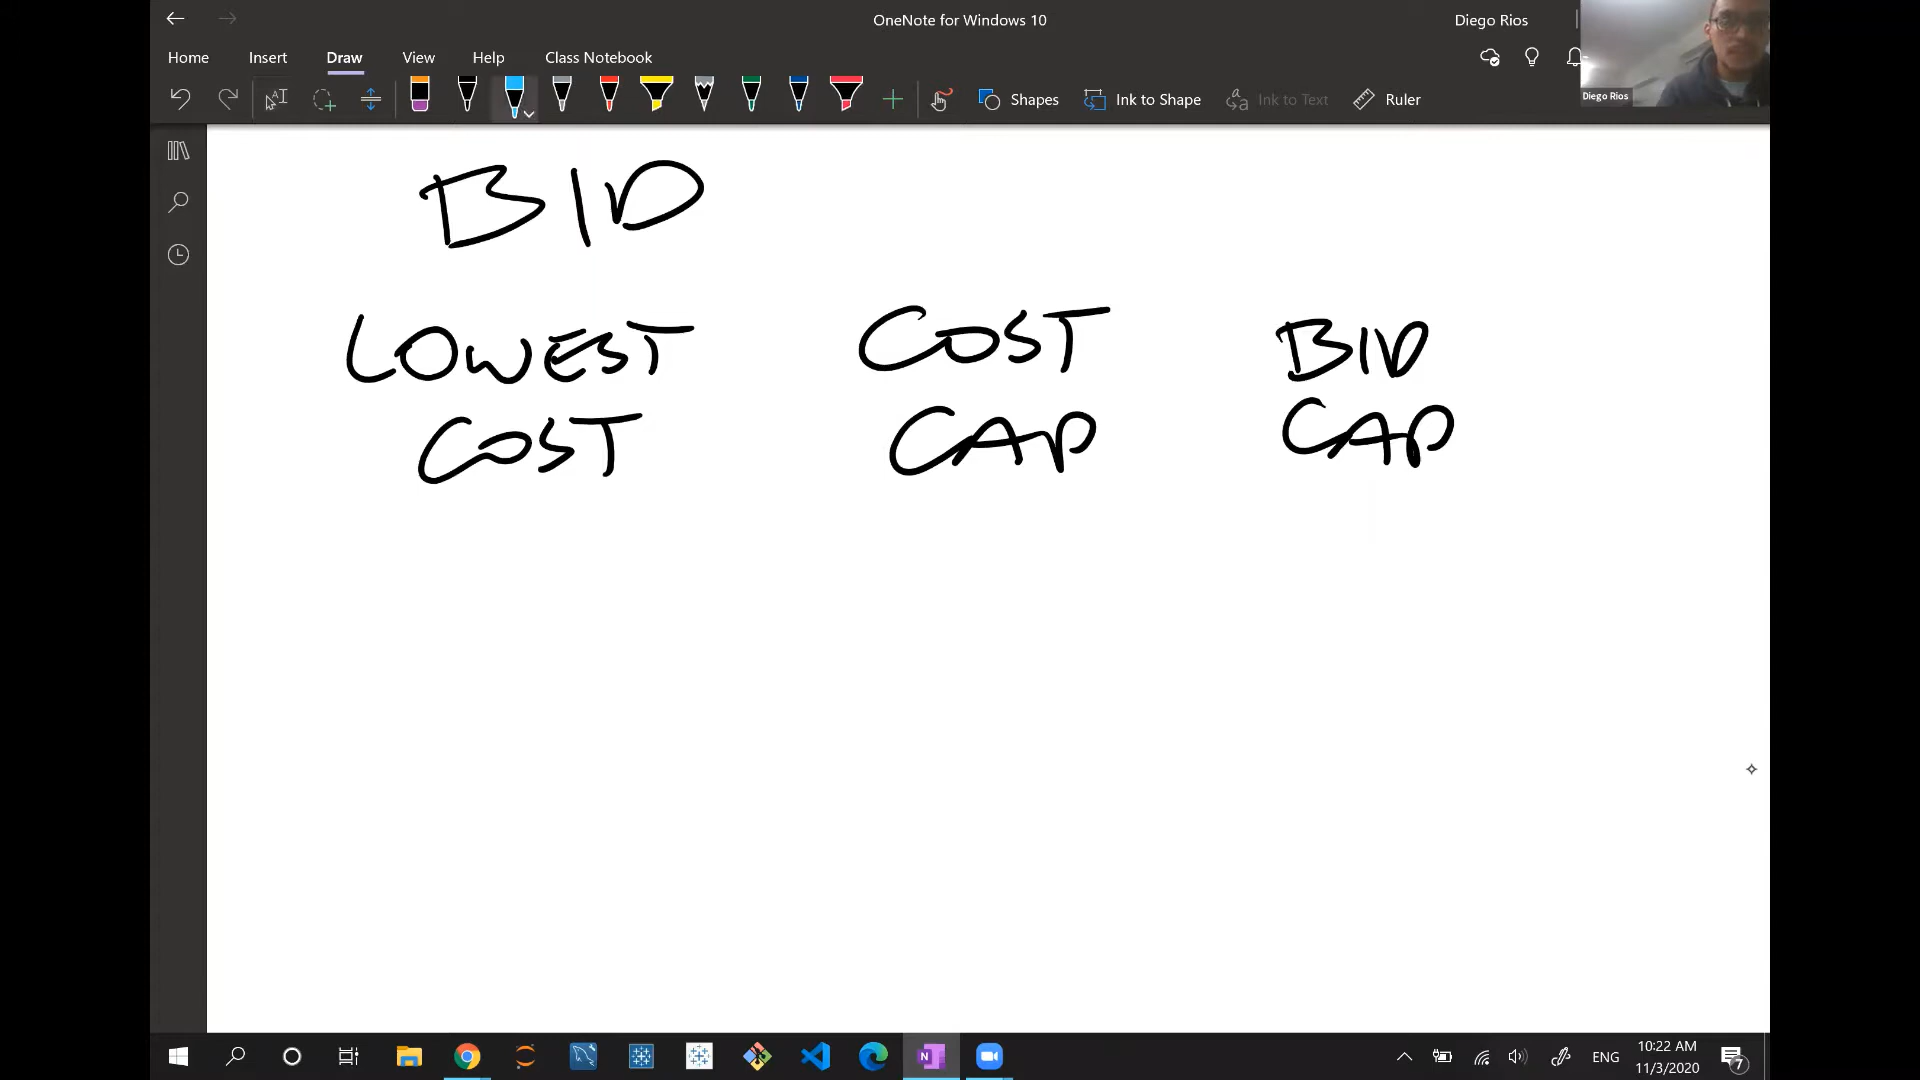 OneNote for Windows 10
Diego Rios
Home Insert Draw View Help Class Notebook
Shapes Ink to Shape Ink to Text Ruler
Diego Rios
BID
LOWEST COST BID
COST CAP CAP
ENG
10:22 AM
11/3/2020
7